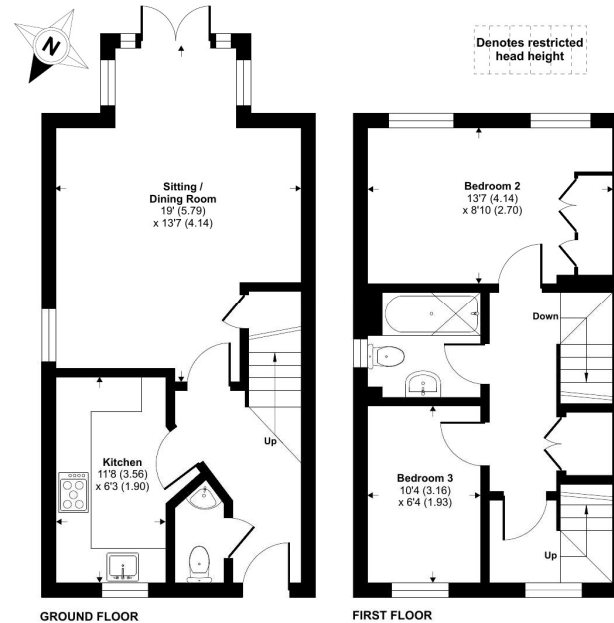 N
Denotes restricted
head height
Sitting /
Dining Room
19' (5.79)
x 13'7 (4.14)
Up
Kitchen
11'8 (3.56)
x 6'3 (1.90)
GROUND FLOOR
Bedroom 2
13'7 (4.14)
x 8'10 (2.70)
Down
Bedroom 3
10'4 (3.16)
x 6'4 (1.93)
Up
FIRST FLOOR